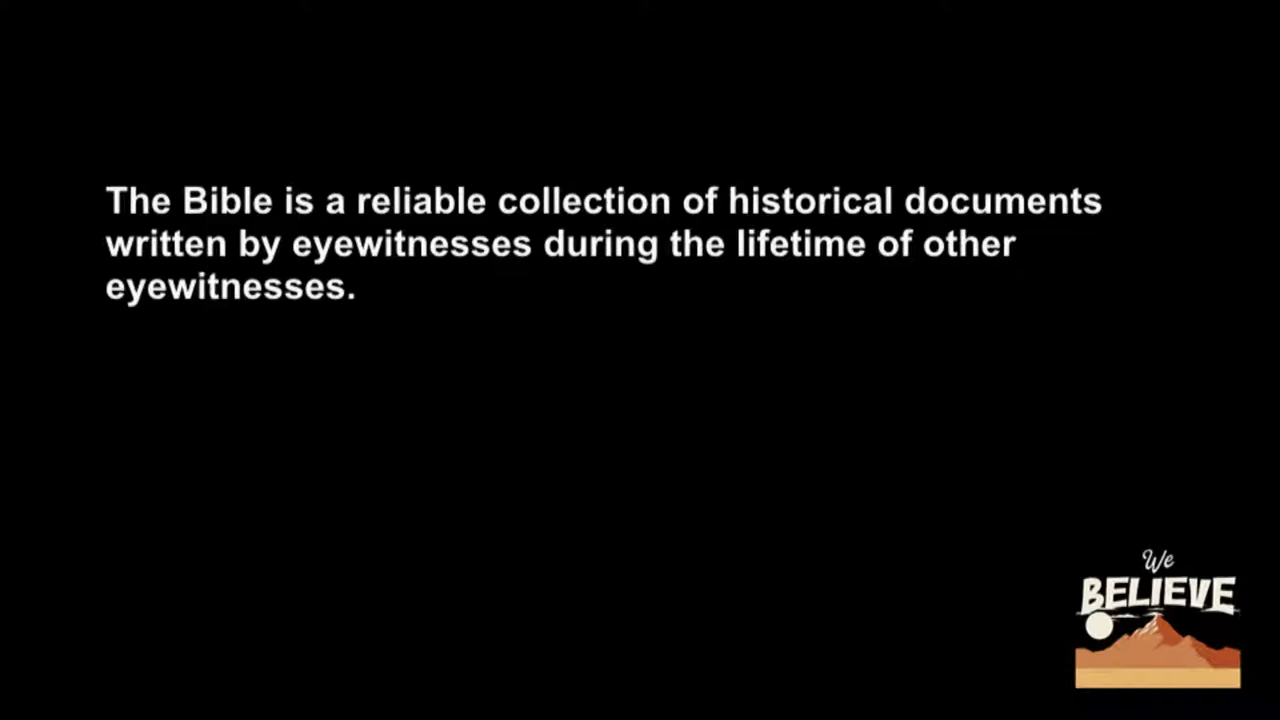 The Bible is a reliable collection of historical documents
written by eyewitnesses during the lifetime of other
eyewitnesses.
We
BELIEVE